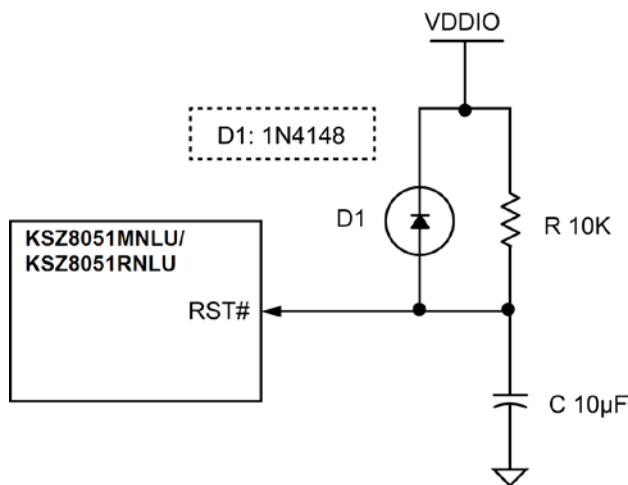 VDDIO
D1: 1N4148
D1
R 10K
KSZ8051MNLU/
KSZ8051RNLU
RST#
C 10µF